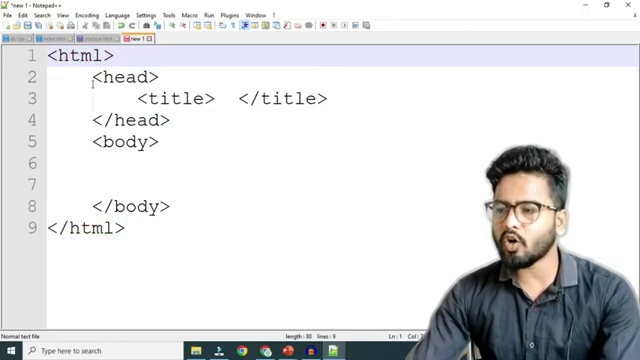 *new 1 - Notepad++
File Edit Search View Encoding Language Settings Tools Macro Run Plugins Window ?
new 1
1 <html>
2 <head>
3 <title> </title>
4 </head>
5 <body>
6
7
8 </body>
9 </html>
Normal text file length: 80 lines: 9 Ln: 1
Type here to search